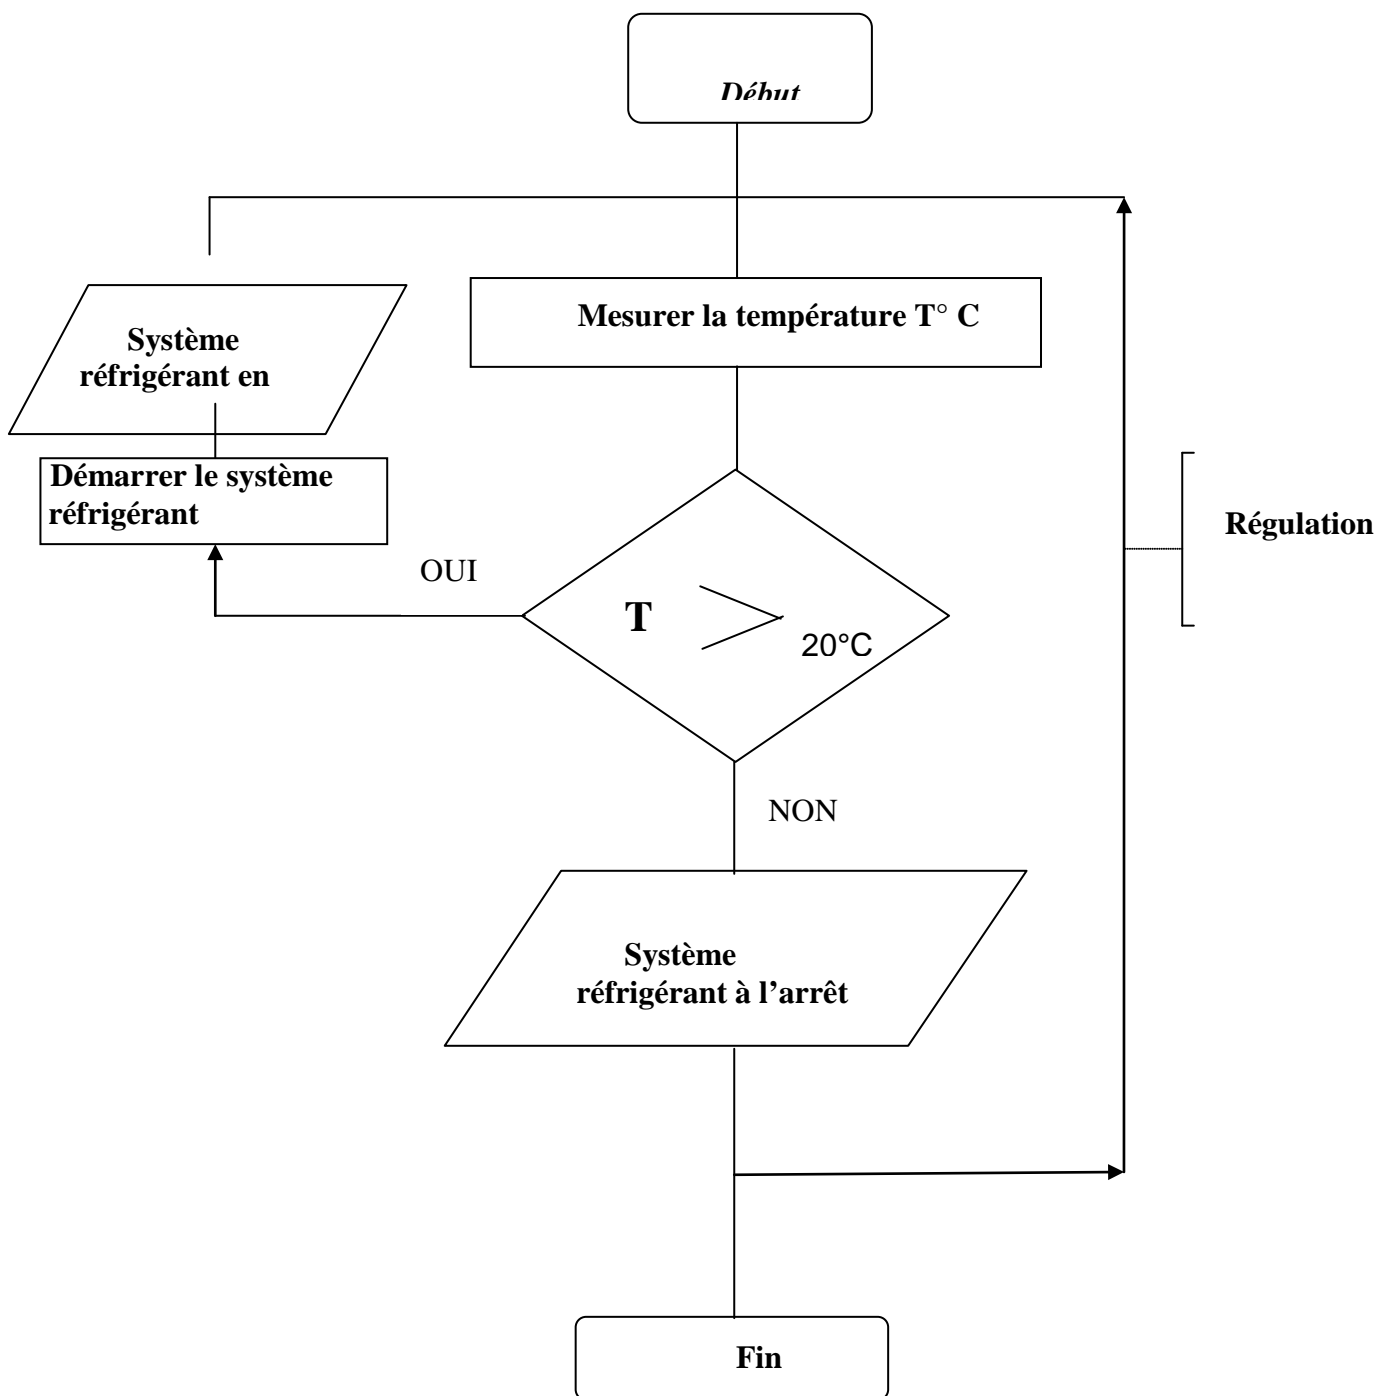 Début
Mesurer la température T° C
Système
réfrigérant en
Démarrer le système
réfrigérant
OUI
T > 20°C
Régulation
NON
Système
réfrigérant à l’arrêt
Fin